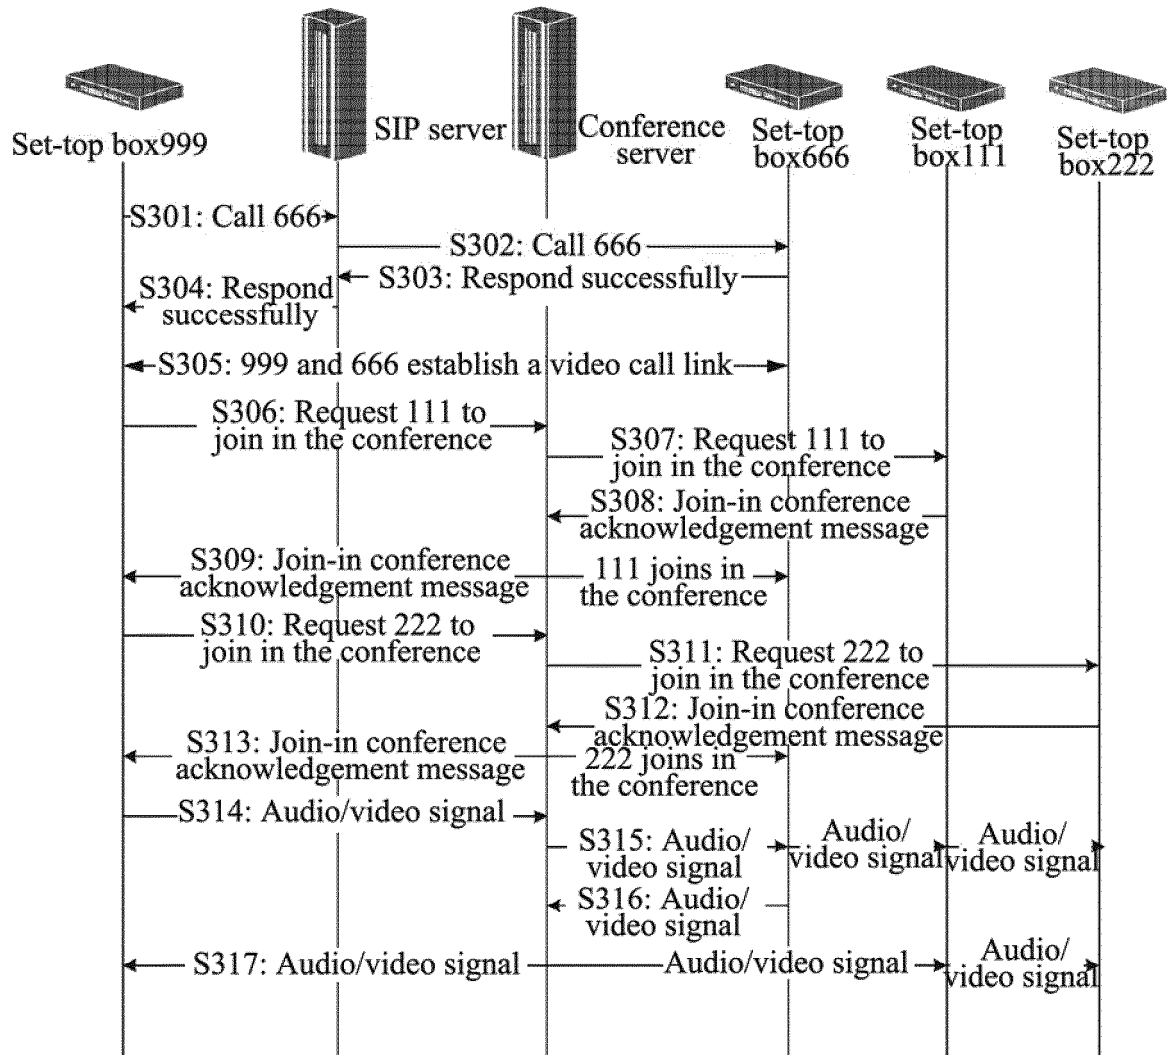 Set-top box999
SIP server
Conference
server
Set-top
box666
Set-top
box111
Set-top
box222
S301: Call 666
S302: Call 666
S303: Respond successfully
S304: Respond
successfully
S305: 999 and 666 establish a video call link
S306: Request 111 to
join in the conference
S307: Request 111 to
join in the conference
S308: Join-in conference
acknowledgement message
S309: Join-in conference
acknowledgement message
111 joins in
the conference
S310: Request 222 to
join in the conference
S311: Request 222 to
join in the conference
S312: Join-in conference
acknowledgement message
S313: Join-in conference
acknowledgement message
222 joins in
the conference
S314: Audio/video signal
S315: Audio/
video signal
Audio/
video signal
Audio/
video signal
S316: Audio/
video signal
S317: Audio/video signal
Audio/video signal
Audio/
video signal